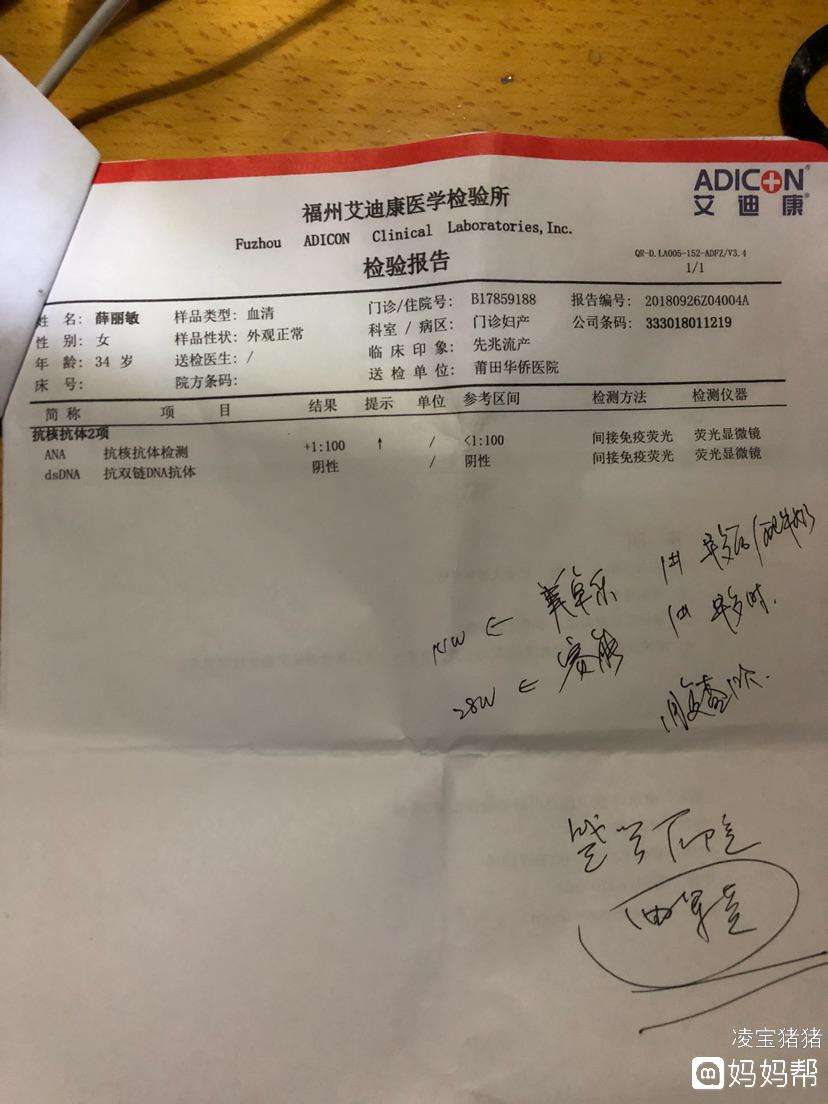 ADICON
艾迪康
福州艾迪康医学检验所
Fuzhou ADICON Clinical Laboratories,Inc.
检验报告
QR-D.LA005-152-ADFZ/V3.4
1/1
姓 名: 薛丽敏 样品类型: 血清 门诊/住院号: B17859188 报告编号: 20180926Z04004A
性 别: 女 样品性状: 外观正常 科室/病区: 门诊妇产 公司条码: 333018011219
年 龄: 34 岁 送检医生: / 临床印象: 先兆流产
床 号: 院方条码: 送检单位: 莆田华侨医院
简称 项 目 结果 提示 单位 参考区间 检测方法 检测仪器
抗核抗体2项
ANA 抗核抗体检测 +1:100 ↑ / <1:100 间接免疫荧光 荧光显微镜
dsDNA 抗双链DNA抗体 阴性 / 阴性 间接免疫荧光 荧光显微镜
28W ←
凌宝猪猪
妈妈帮